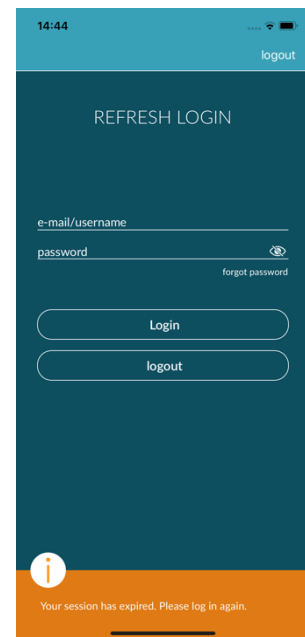 14:44
logout
REFRESH LOGIN
e-mail/username
password
forgot password
Login
logout
i
Your session has expired. Please log in again.